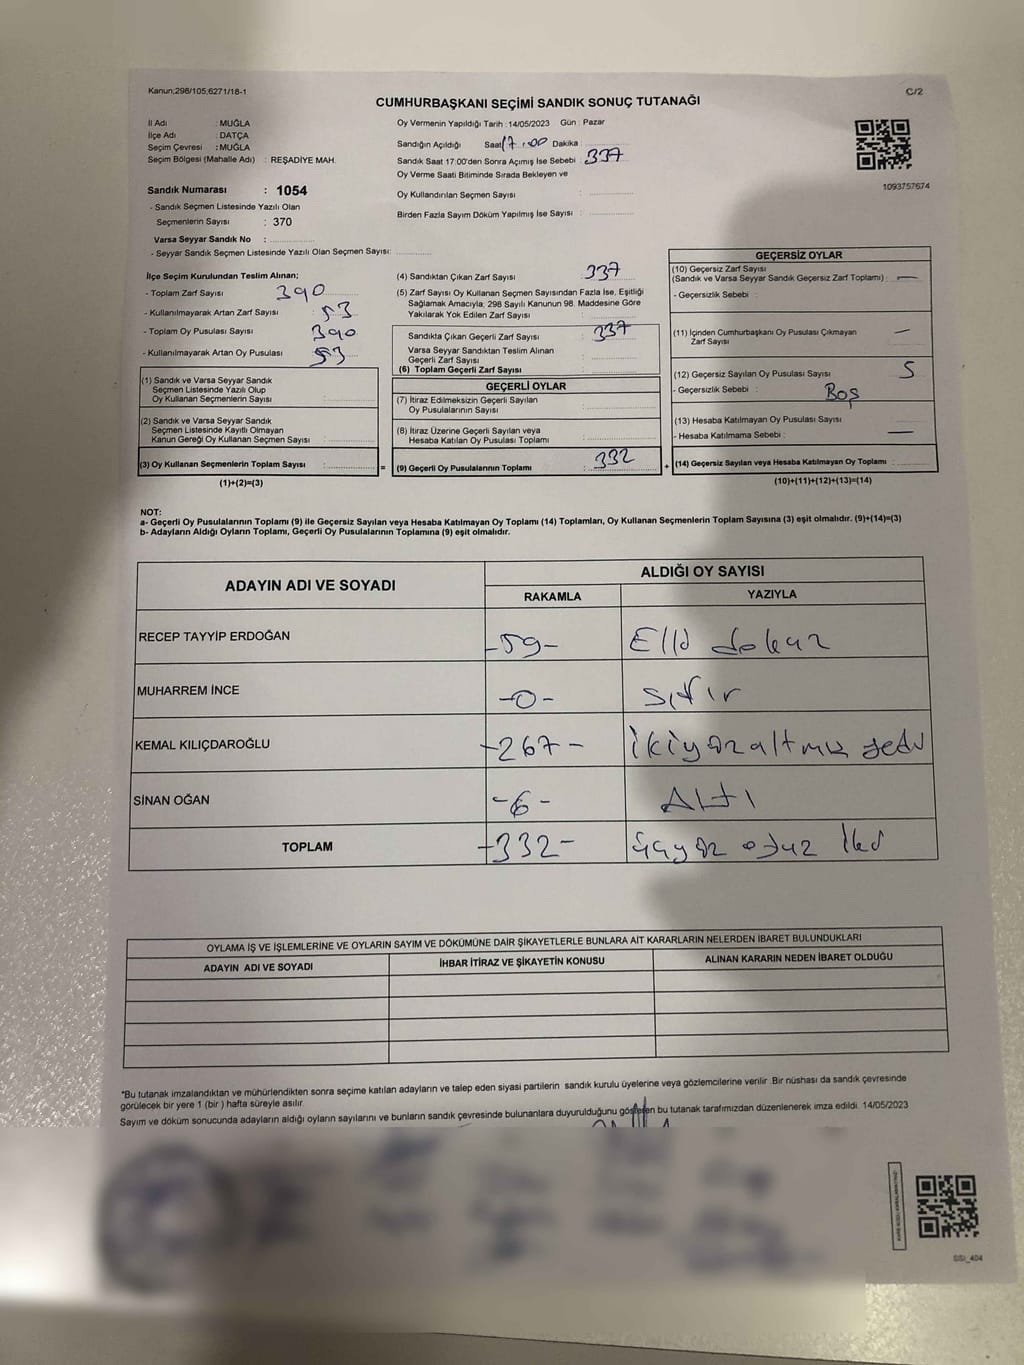 Kanun;298/105;6271/18-1
C/2
CUMHURBAŞKANI SEÇİMİ SANDIK SONUÇ TUTANAĞI
İl Adı : MUĞLA
İlçe Adı : DATÇA
Seçim Çevresi : MUĞLA
Seçim Bölgesi (Mahalle Adı) : REŞADİYE MAH.
Oy Vermenin Yapıldığı Tarih : 14/05/2023 Gün : Pazar
Sandığın Açıldığı Saat 17:00 Dakika :
Sandık Saat 17:00'den Sonra Açımış İse Sebebi : 337
Oy Verme Saati Bitiminde Sırada Bekleyen ve
Oy Kullandırılan Seçmen Sayısı :
Birden Fazla Sayım Döküm Yapılmış İse Sayısı :
1093757674
Sandık Numarası : 1054
- Sandık Seçmen Listesinde Yazılı Olan
Seçmenlerin Sayısı : 370
Varsa Seyyar Sandık No :
- Seyyar Sandık Seçmen Listesinde Yazılı Olan Seçmen Sayısı:
İlçe Seçim Kurulundan Teslim Alınan;
- Toplam Zarf Sayısı : 390
- Kullanılmayarak Artan Zarf Sayısı : 53
- Toplam Oy Pusulası Sayısı : 390
- Kullanılmayarak Artan Oy Pusulası : 53
(1) Sandık ve Varsa Seyyar Sandık
Seçmen Listesinde Yazılı Olup
Oy Kullanan Seçmenlerin Sayısı :
(2) Sandık ve Varsa Seyyar Sandık
Seçmen Listesinde Kayıtlı Olmayan
Kanun Gereği Oy Kullanan Seçmen Sayısı :
(3) Oy Kullanan Seçmenlerin Toplam Sayısı : =
(1)+(2)=(3)
(4) Sandıktan Çıkan Zarf Sayısı : 337
(5) Zarf Sayısı Oy Kullanan Seçmen Sayısından Fazla İse, Eşitliği
Sağlamak Amacıyla, 298 Sayılı Kanunun 98. Maddesine Göre
Yakılarak Yok Edilen Zarf Sayısı :
Sandıkta Çıkan Geçerli Zarf Sayısı : 337
Varsa Seyyar Sandıktan Teslim Alınan
Geçerli Zarf Sayısı :
(6) Toplam Geçerli Zarf Sayısı :
GEÇERLİ OYLAR
(7) İtiraz Edilmeksizin Geçerli Sayılan
Oy Pusulalarının Sayısı :
(8) İtiraz Üzerine Geçerli Sayılan veya
Hesaba Katılan Oy Pusulası Toplamı :
(9) Geçerli Oy Pusulalarının Toplamı : 332 +
GEÇERSİZ OYLAR
(10) Geçersiz Zarf Sayısı
(Sandık ve Varsa Seyyar Sandık Geçersiz Zarf Toplamı) : —
- Geçersizlik Sebebi :
(11) İçinden Cumhurbaşkanı Oy Pusulası Çıkmayan
Zarf Sayısı : —
(12) Geçersiz Sayılan Oy Pusulası Sayısı : 5
- Geçersizlik Sebebi : Boş
(13) Hesaba Katılmayan Oy Pusulası Sayısı :
- Hesaba Katılmama Sebebi : —
(14) Geçersiz Sayılan veya Hesaba Katılmayan Oy Toplamı :
(10)+(11)+(12)+(13)=(14)
NOT:
a- Geçerli Oy Pusulalarının Toplamı (9) ile Geçersiz Sayılan veya Hesaba Katılmayan Oy Toplamı (14) Toplamları, Oy Kullanan Seçmenlerin Toplam Sayısına (3) eşit olmalıdır. (9)+(14)=(3)
b- Adayların Aldığı Oyların Toplamı, Geçerli Oy Pusulalarının Toplamına (9) eşit olmalıdır.
ADAYIN ADI VE SOYADI
ALDIĞI OY SAYISI
RAKAMLA YAZIYLA
RECEP TAYYİP ERDOĞAN -59- Elli dokuz
MUHARREM İNCE -0- Sıfır
KEMAL KILIÇDAROĞLU -267- İkiyüzaltmış yedi
SİNAN OĞAN -6- Altı
TOPLAM -332- üçyüz otuz iki
OYLAMA İŞ VE İŞLEMLERİNE VE OYLARIN SAYIM VE DÖKÜMÜNE DAİR ŞİKAYETLERLE BUNLARA AİT KARARLARIN NELERDEN İBARET BULUNDUKLARI
ADAYIN ADI VE SOYADI İHBAR İTİRAZ VE ŞİKAYETİN KONUSU ALINAN KARARIN NEDEN İBARET OLDUĞU
*Bu tutanak imzalandıktan ve mühürlendikten sonra seçime katılan adayların ve talep eden siyasi partilerin sandık kurulu üyelerine veya gözlemcilerine verilir .Bir nüshası da sandık çevresinde
görülecek bir yere 1 (bir ) hafta süreyle asılır.
Sayım ve döküm sonucunda adayların aldığı oyların sayılarını ve bunların sandık çevresinde bulunanlara duyurulduğunu gösteren bu tutanak tarafımızdan düzenlenerek imza edildi. 14/05/2023
SSI_404